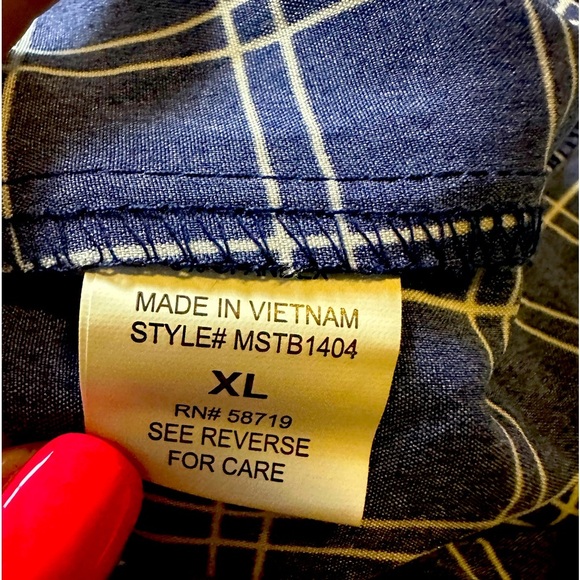 MADE IN VIETNAM
STYLE# MSTB1404
XL
RN# 58719
SEE REVERSE
FOR CARE